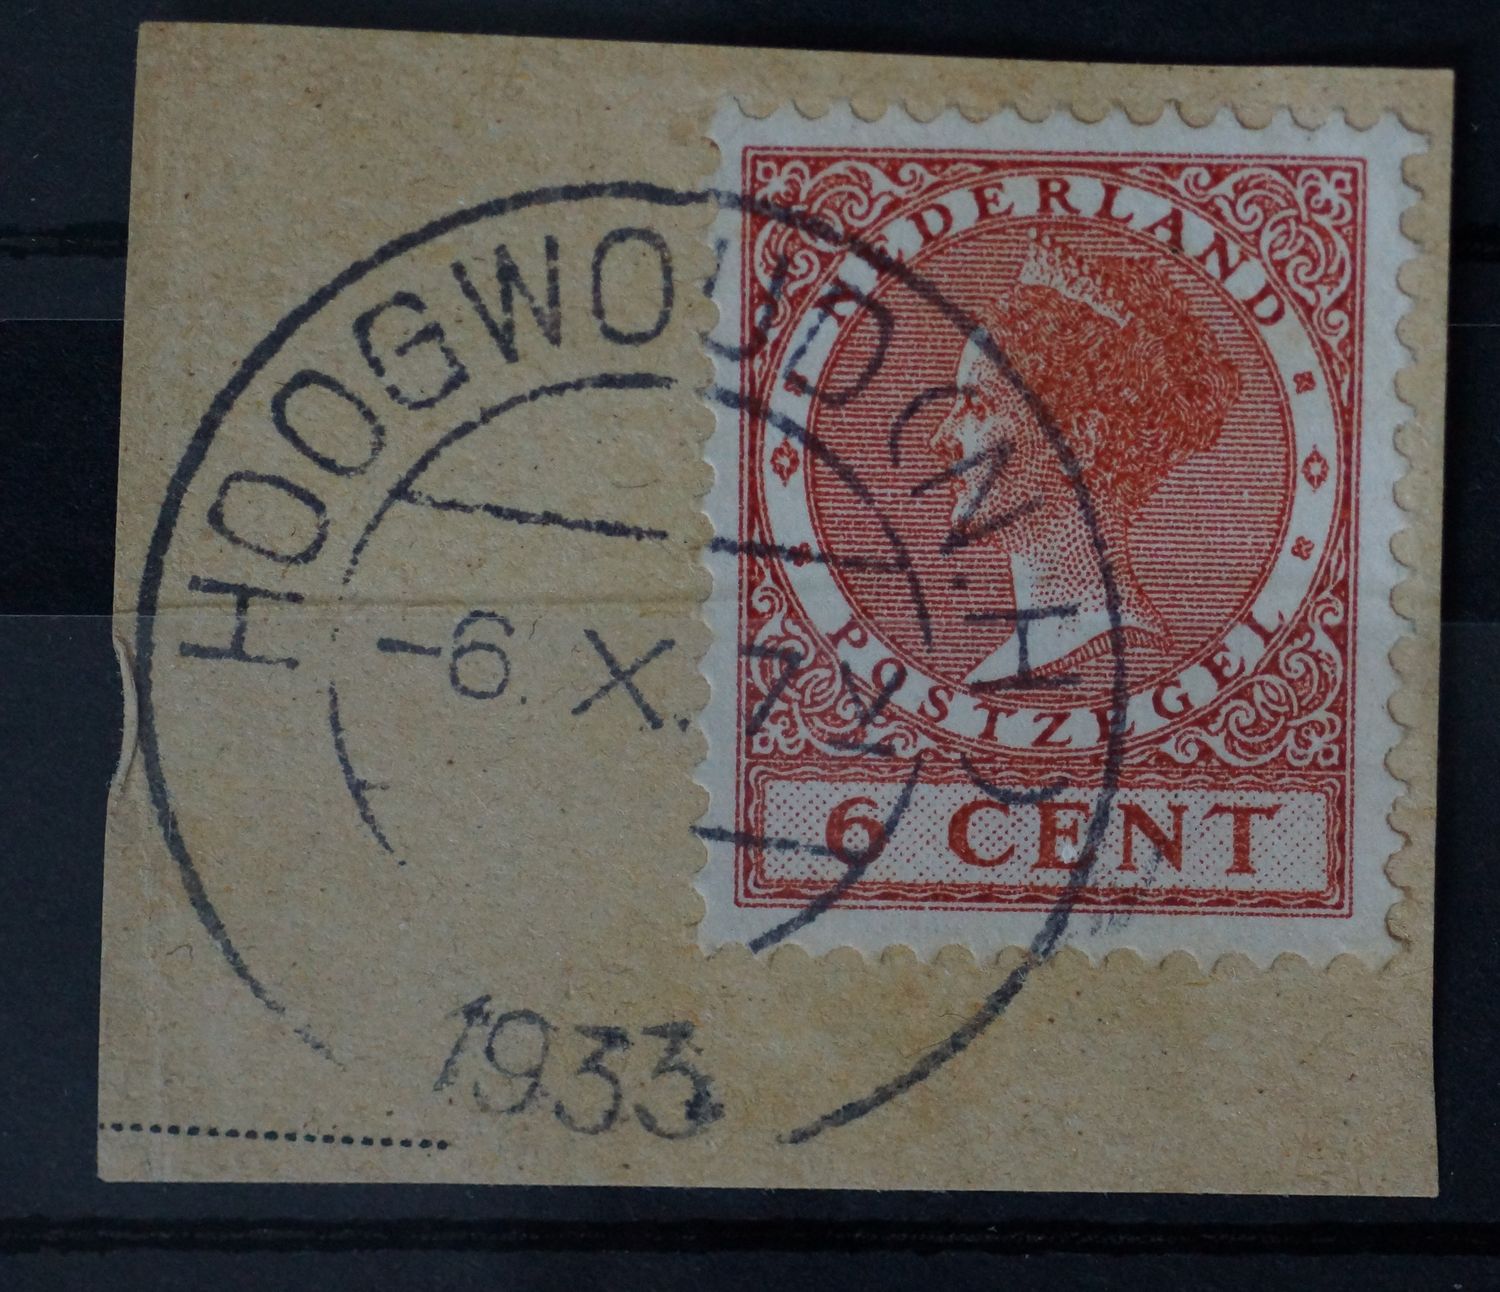 NEDERLAND
POSTZEGEL
6 CENT
HOOGWOUD (N.H.)
-6.X.
1933